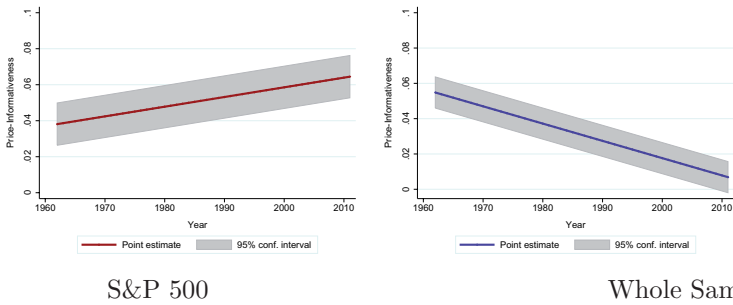 .1
.08
.06
.04
.02
0
Price-Informativeness
1960 1970 1980 1990 2000 2010
Year
Point estimate 95% conf. interval
S&P 500
.1
.08
.06
.04
.02
0
Price-Informativeness
1960 1970 1980 1990 2000 2010
Year
Point estimate 95% conf. interval
Whole Sam